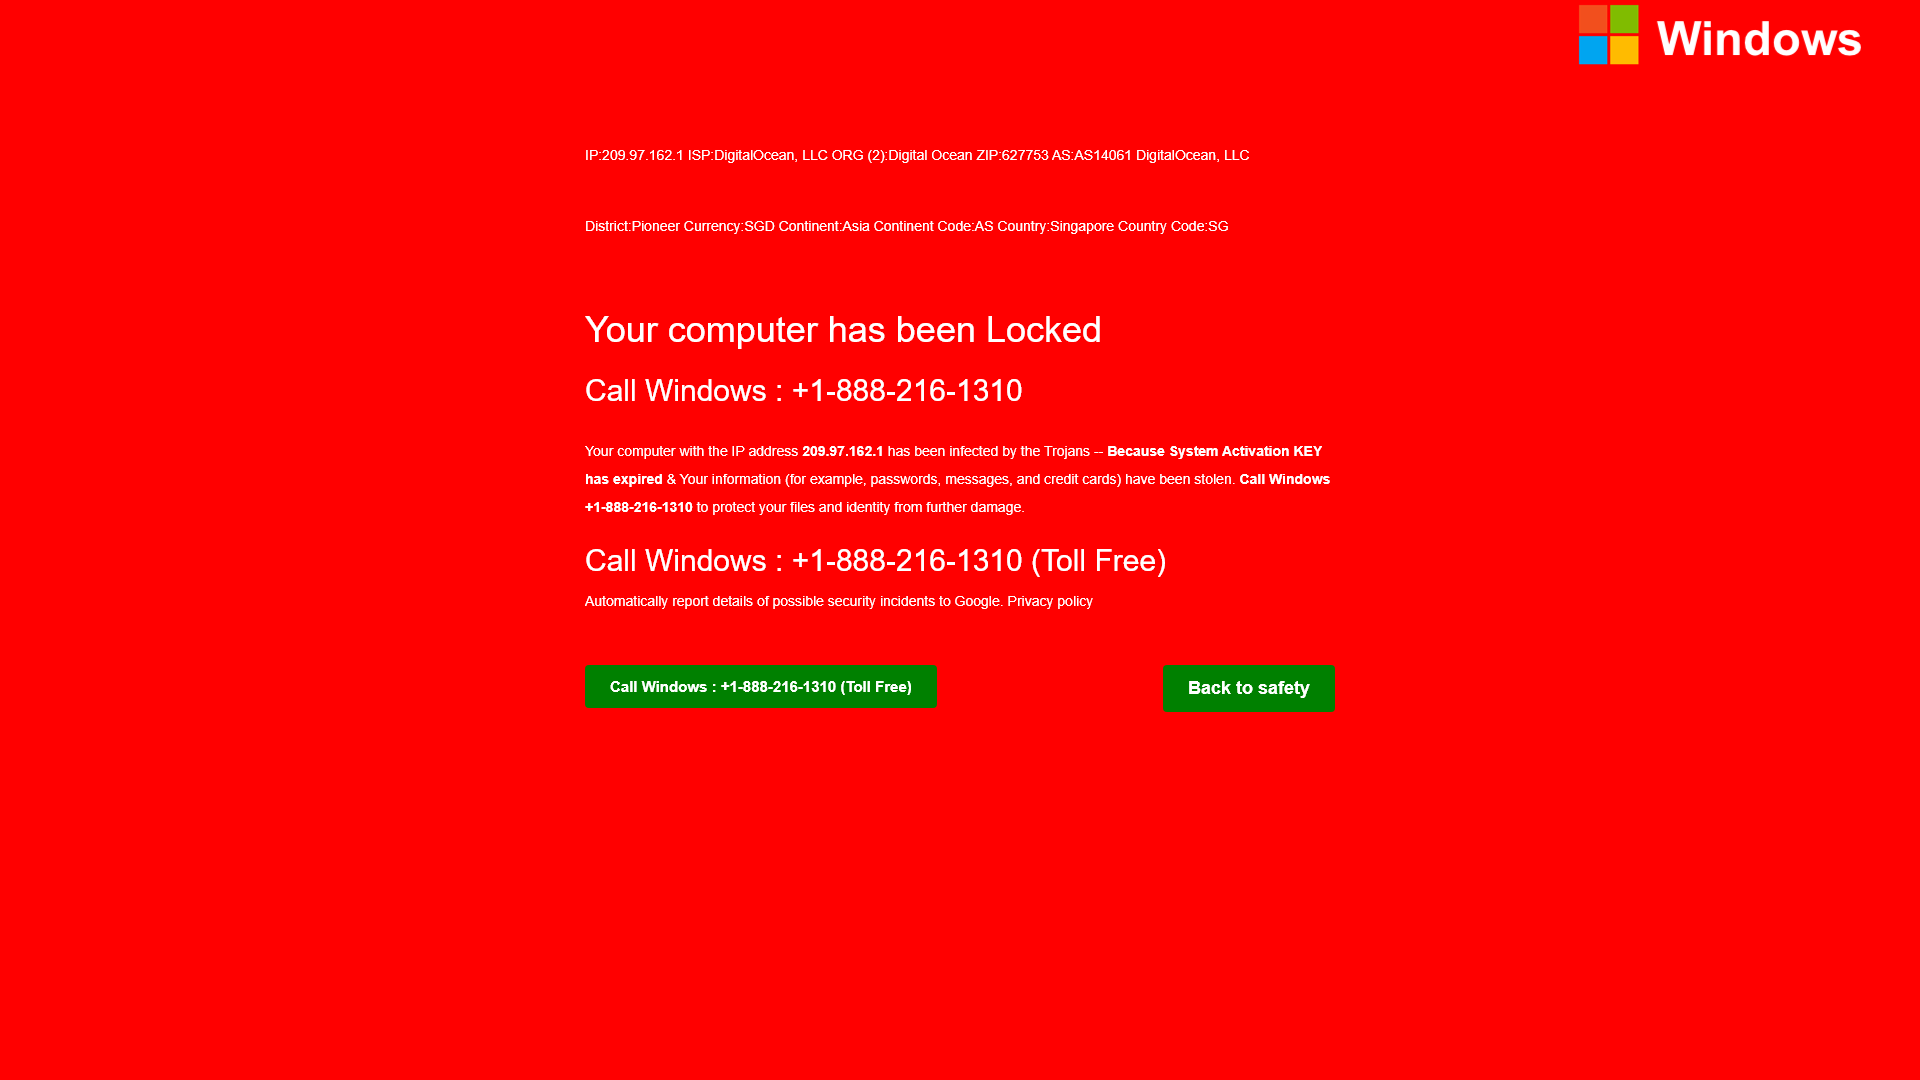 Windows
IP:209.97.162.1 ISP:DigitalOcean, LLC ORG (2):Digital Ocean ZIP:627753 AS:AS14061 DigitalOcean, LLC
District:Pioneer Currency:SGD Continent:Asia Continent Code:AS Country:Singapore Country Code:SG
Your computer has been Locked
Call Windows : +1-888-216-1310
Your computer with the IP address 209.97.162.1 has been infected by the Trojans -- Because System Activation KEY
has expired & Your information (for example, passwords, messages, and credit cards) have been stolen. Call Windows
+1-888-216-1310 to protect your files and identity from further damage.
Call Windows : +1-888-216-1310 (Toll Free)
Automatically report details of possible security incidents to Google. Privacy policy
Call Windows : +1-888-216-1310 (Toll Free)
Back to safety